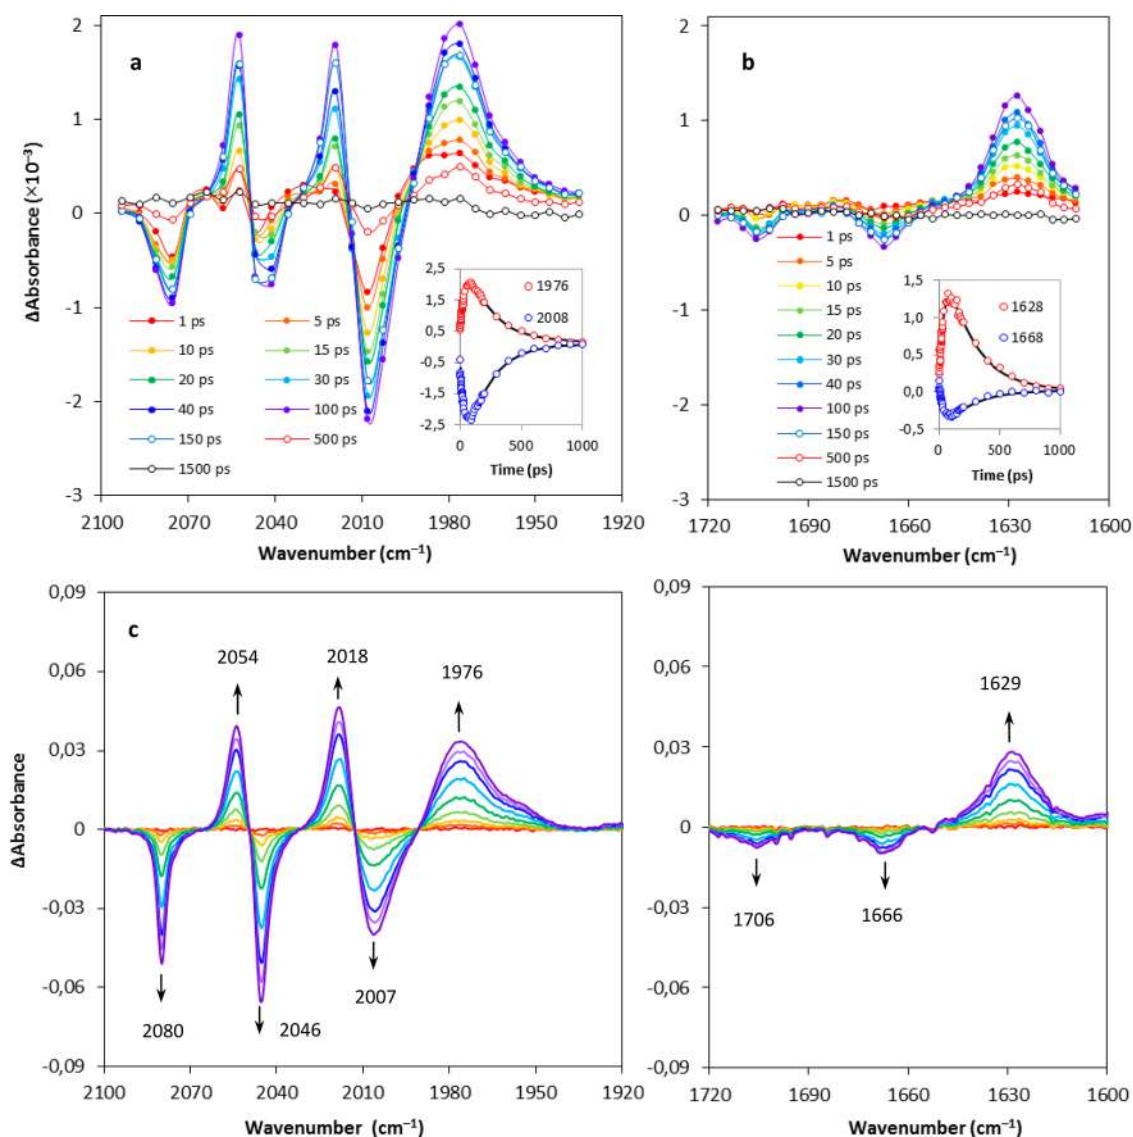 a
ΔAbsorbance (×10⁻³)
2
1
0
-1
-2
-3
1 ps
5 ps
10 ps
15 ps
20 ps
30 ps
40 ps
100 ps
150 ps
500 ps
1500 ps
2,5
1,5
0,5
-0,5
-1,5
-2,5
1976
2008
0
500
1000
Time (ps)
2100
2070
2040
2010
1980
1950
1920
Wavenumber (cm⁻¹)
b
2
1
0
-1
-2
-3
1 ps
5 ps
10 ps
15 ps
20 ps
30 ps
40 ps
100 ps
150 ps
500 ps
1500 ps
1,5
1,0
0,5
0,0
-0,5
1628
1668
0
500
1000
Time (ps)
1720
1690
1660
1630
1600
Wavenumber (cm⁻¹)
c
ΔAbsorbance
0,09
0,06
0,03
0
-0,03
-0,06
-0,09
2054
2018
1976
2080
2046
2007
2100
2070
2040
2010
1980
1950
1920
Wavenumber (cm⁻¹)
0,09
0,06
0,03
0
-0,03
-0,06
-0,09
1629
1706
1666
1720
1690
1660
1630
1600
Wavenumber (cm⁻¹)